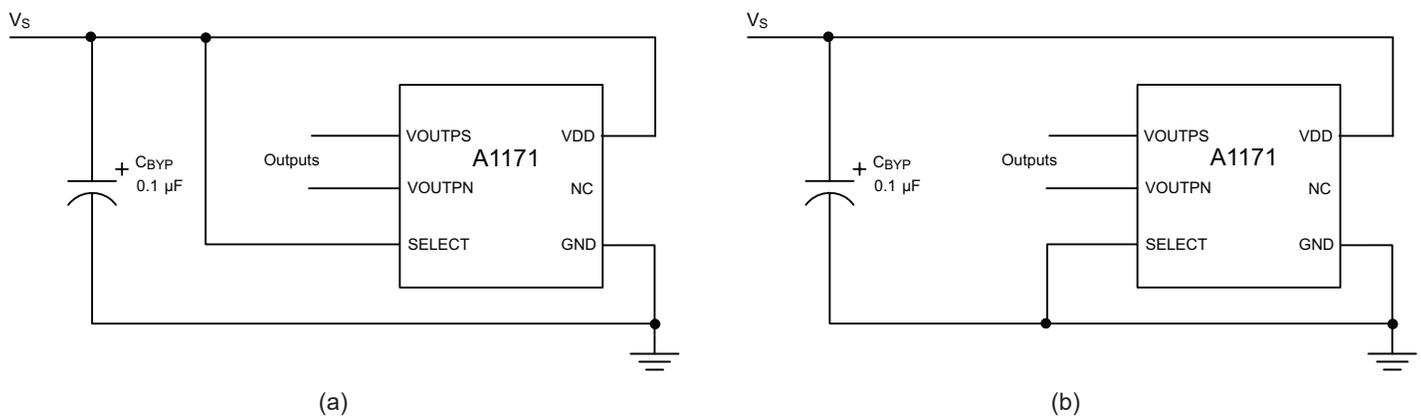 VS
VOUTPS
VDD
A1171
Outputs
+ CBYP
0.1 µF
VOUTPN
NC
SELECT
GND
(a)
VS
VOUTPS
VDD
A1171
Outputs
+ CBYP
0.1 µF
VOUTPN
NC
SELECT
GND
(b)